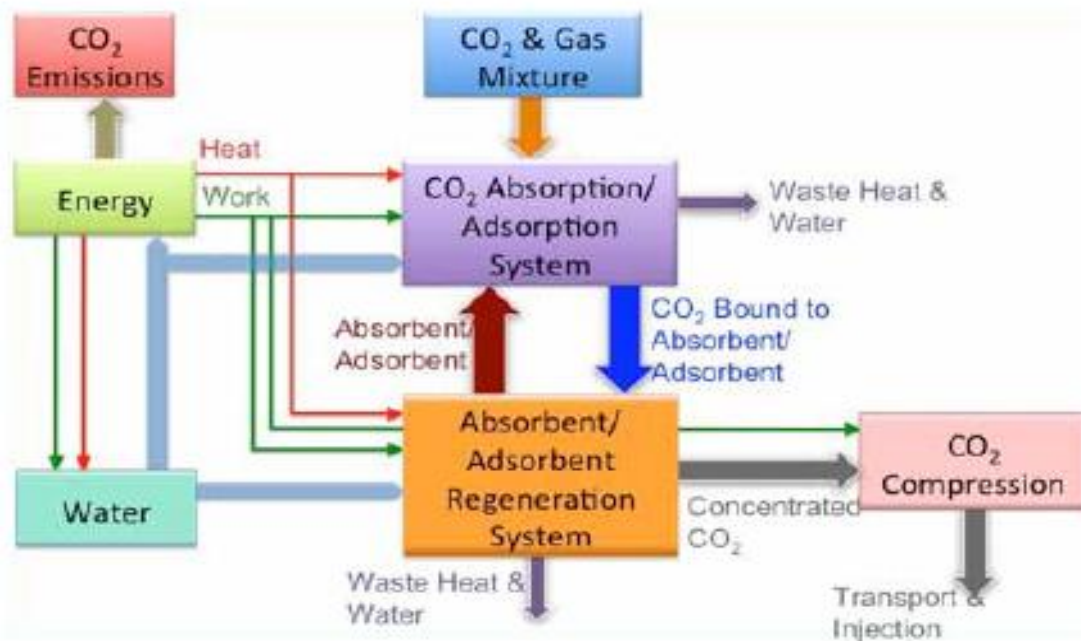 CO₂
Emissions
CO₂ & Gas
Mixture
Heat
Energy
Work
CO₂ Absorption/
Adsorption
System
Waste Heat &
Water
Absorbent/
Adsorbent
CO₂ Bound to
Absorbent/
Adsorbent
Water
Absorbent/
Adsorbent
Regeneration
System
CO₂
Compression
Concentrated
CO₂
Waste Heat &
Water
Transport &
Injection